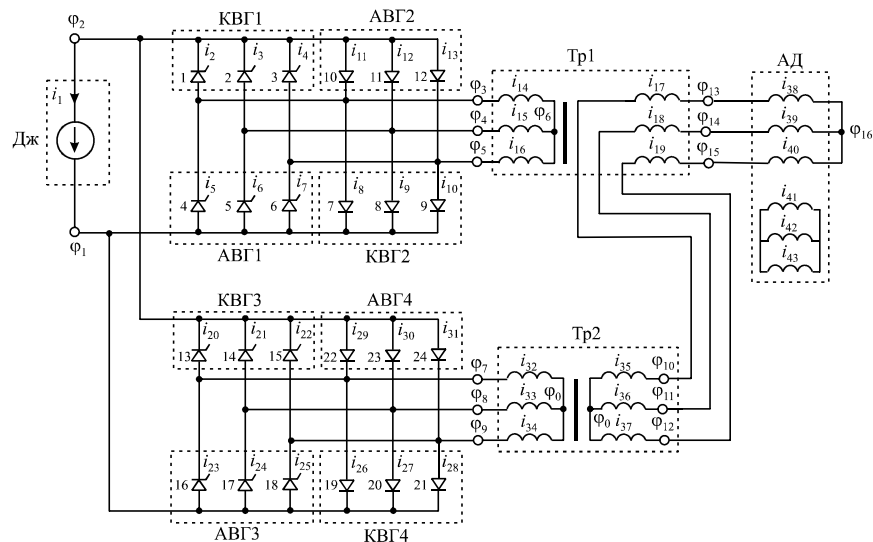 КВГ1 АВГ2
φ2
i2 i3 i4 i11 i12 i13
1 2 3 10 11 12
Тр1
АД
i1
φ3 i14 i17 φ13 i38
φ4 i15 φ6 i18 φ14 i39 φ16
φ5 i16 i19 φ15 i40
Дж
i5 i6 i7 i8 i9 i10
4 5 6 7 8 9
i41
i42
i43
φ1
АВГ1 КВГ2
КВГ3 АВГ4
i20 i21 i22 i29 i30 i31
13 14 15 22 23 24
Тр2
φ7 i32 i35 φ10
φ8 i33 φ0 i36 φ11
φ9 i34 φ0 i37 φ12
i23 i24 i25 i26 i27 i28
16 17 18 19 20 21
АВГ3 КВГ4